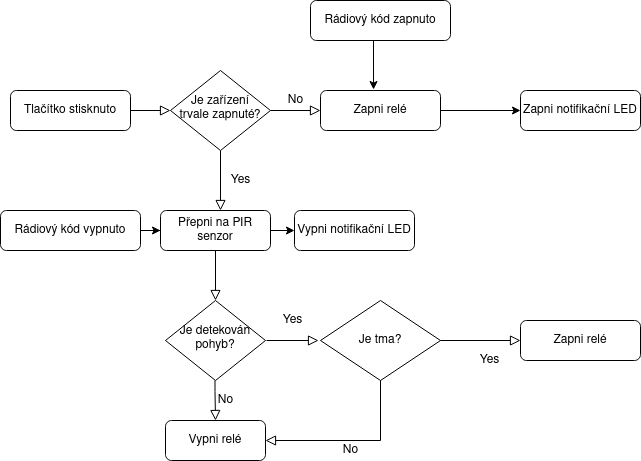 Rádiový kód zapnuto
Tlačítko stisknuto
Je zařízení
trvale zapnuté?
No
Zapni relé
Zapni notifikační LED
Yes
Rádiový kód vypnuto
Přepni na PIR
senzor
Vypni notifikační LED
Je detekován
pohyb?
Yes
Je tma?
Yes
Zapni relé
No
Vypni relé
No